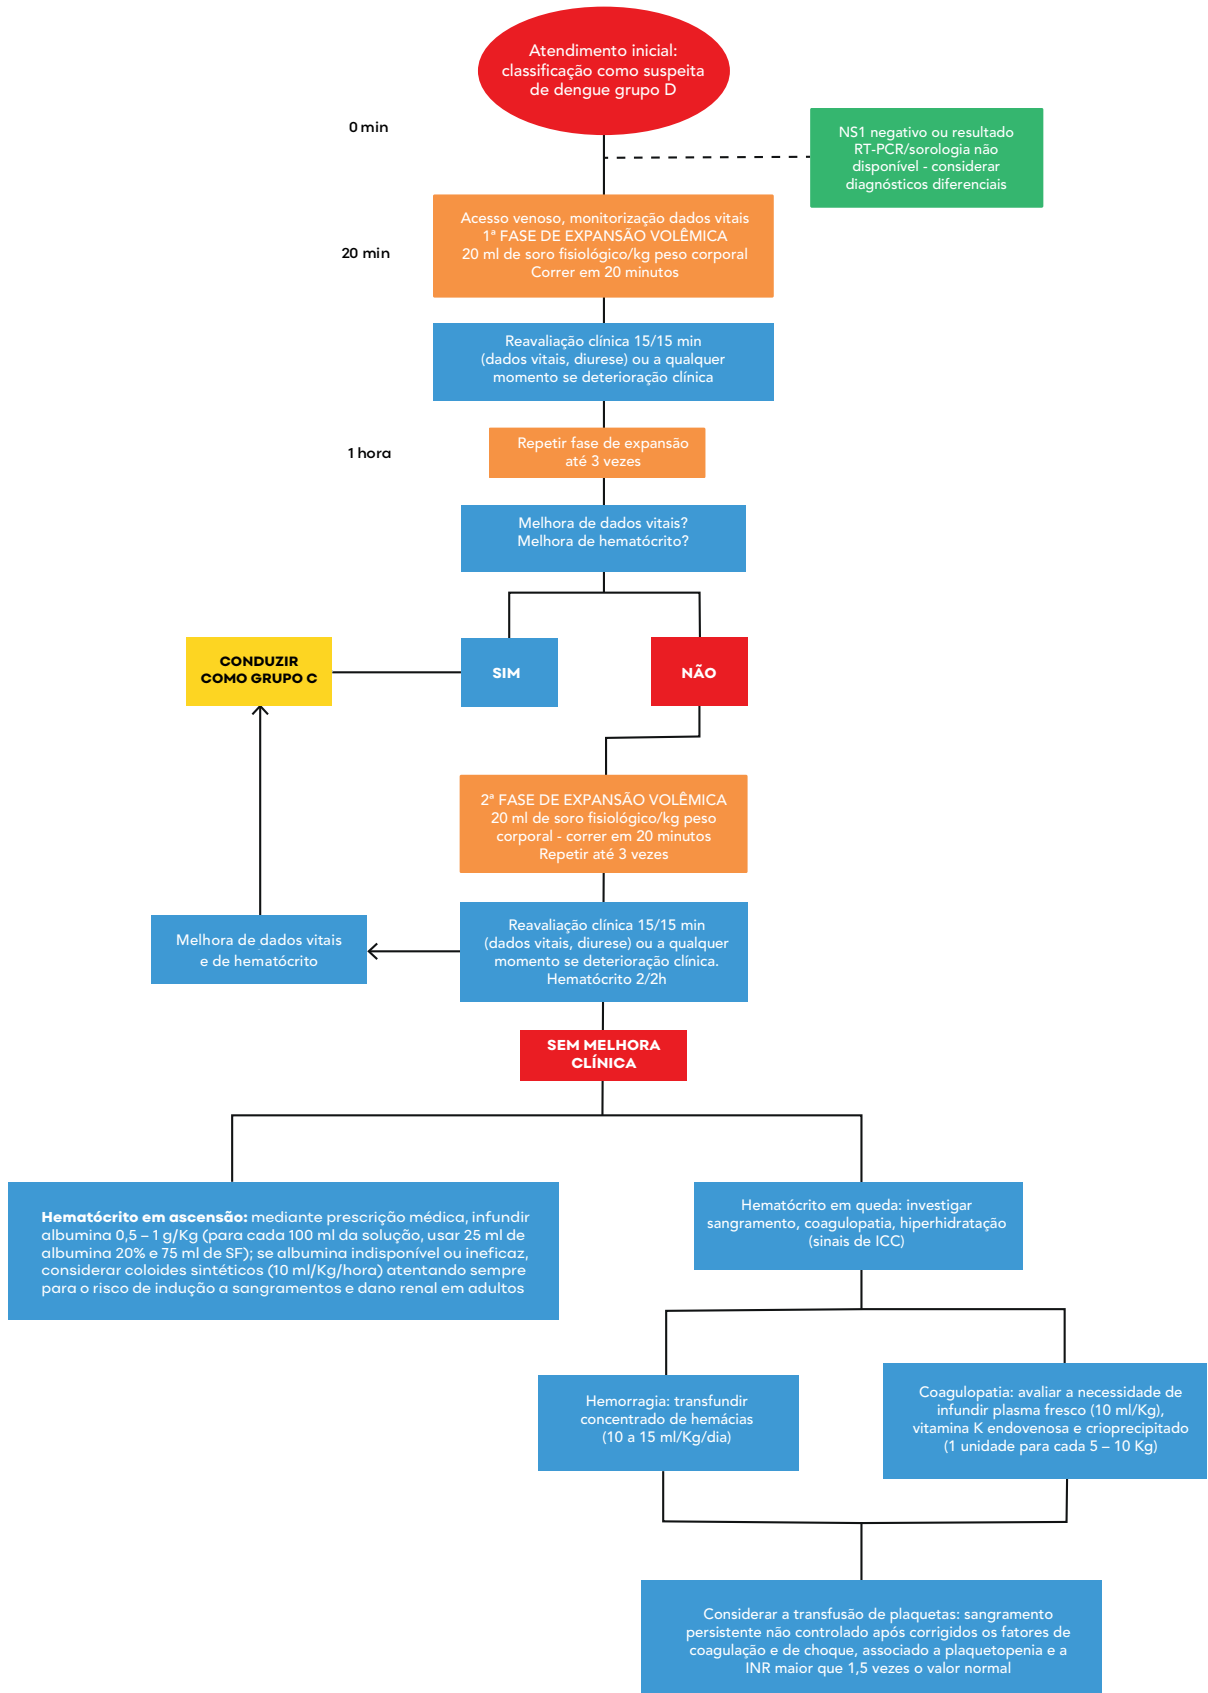 Atendimento inicial:
classificação como suspeita
de dengue grupo D
0 min
NS1 negativo ou resultado
RT-PCR/sorologia não
disponível - considerar
diagnósticos diferenciais
Acesso venoso, monitorização dados vitais
1ª FASE DE EXPANSÃO VOLÊMICA
20 ml de soro fisiológico/kg peso corporal
Correr em 20 minutos
20 min
Reavaliação clínica 15/15 min
(dados vitais, diurese) ou a qualquer
momento se deterioração clínica
1 hora
Repetir fase de expansão
até 3 vezes
Melhora de dados vitais?
Melhora de hematócrito?
CONDUZIR
COMO GRUPO C
SIM
NÃO
2ª FASE DE EXPANSÃO VOLÊMICA
20 ml de soro fisiológico/kg peso
corporal - correr em 20 minutos
Repetir até 3 vezes
Reavaliação clínica 15/15 min
(dados vitais, diurese) ou a qualquer
momento se deterioração clínica.
Hematócrito 2/2h
Melhora de dados vitais
e de hematócrito
SEM MELHORA
CLÍNICA
Hematócrito em ascensão: mediante prescrição médica, infundir
albumina 0,5 – 1 g/Kg (para cada 100 ml da solução, usar 25 ml de
albumina 20% e 75 ml de SF); se albumina indisponível ou ineficaz,
considerar coloides sintéticos (10 ml/Kg/hora) atentando sempre
para o risco de indução a sangramentos e dano renal em adultos
Hematócrito em queda: investigar
sangramento, coagulopatia, hiperhidratação
(sinais de ICC)
Hemorragia: transfundir
concentrado de hemácias
(10 a 15 ml/Kg/dia)
Coagulopatia: avaliar a necessidade de
infundir plasma fresco (10 ml/Kg),
vitamina K endovenosa e crioprecipitado
(1 unidade para cada 5 – 10 Kg)
Considerar a transfusão de plaquetas: sangramento
persistente não controlado após corrigidos os fatores de
coagulação e de choque, associado a plaquetopenia e a
INR maior que 1,5 vezes o valor normal